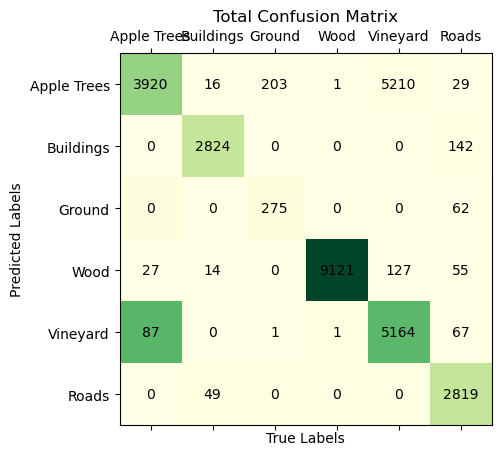 Total Confusion Matrix
Apple Trees Buildings Ground Wood Vineyard Roads
Apple Trees 3920 16 203 1 5210 29
Buildings 0 2824 0 0 0 142
Ground 0 0 275 0 0 62
Wood 27 14 0 9121 127 55
Vineyard 87 0 1 1 5164 67
Roads 0 49 0 0 0 2819
Predicted Labels
True Labels